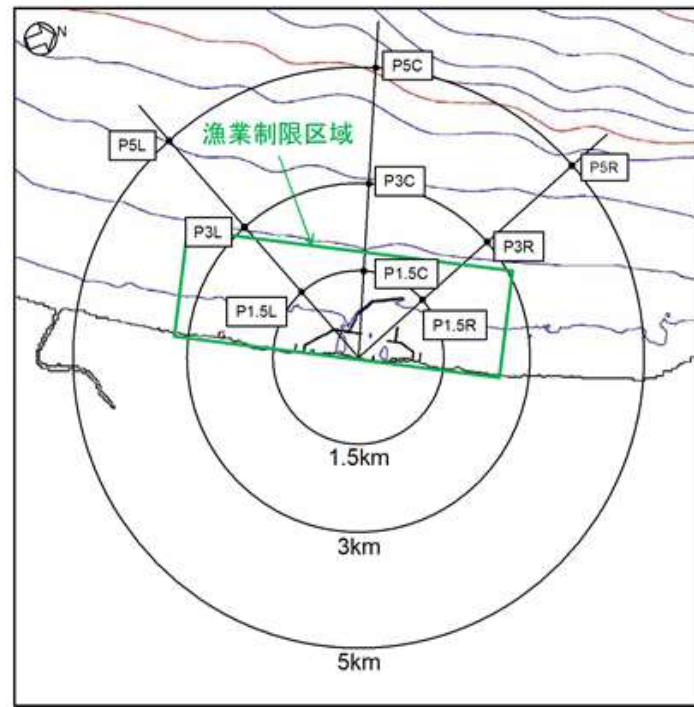 N
P5C
P5L
漁業制限区域
P5R
P3C
P3L
P3R
P1.5C
P1.5L
P1.5R
1.5km
3km
5km